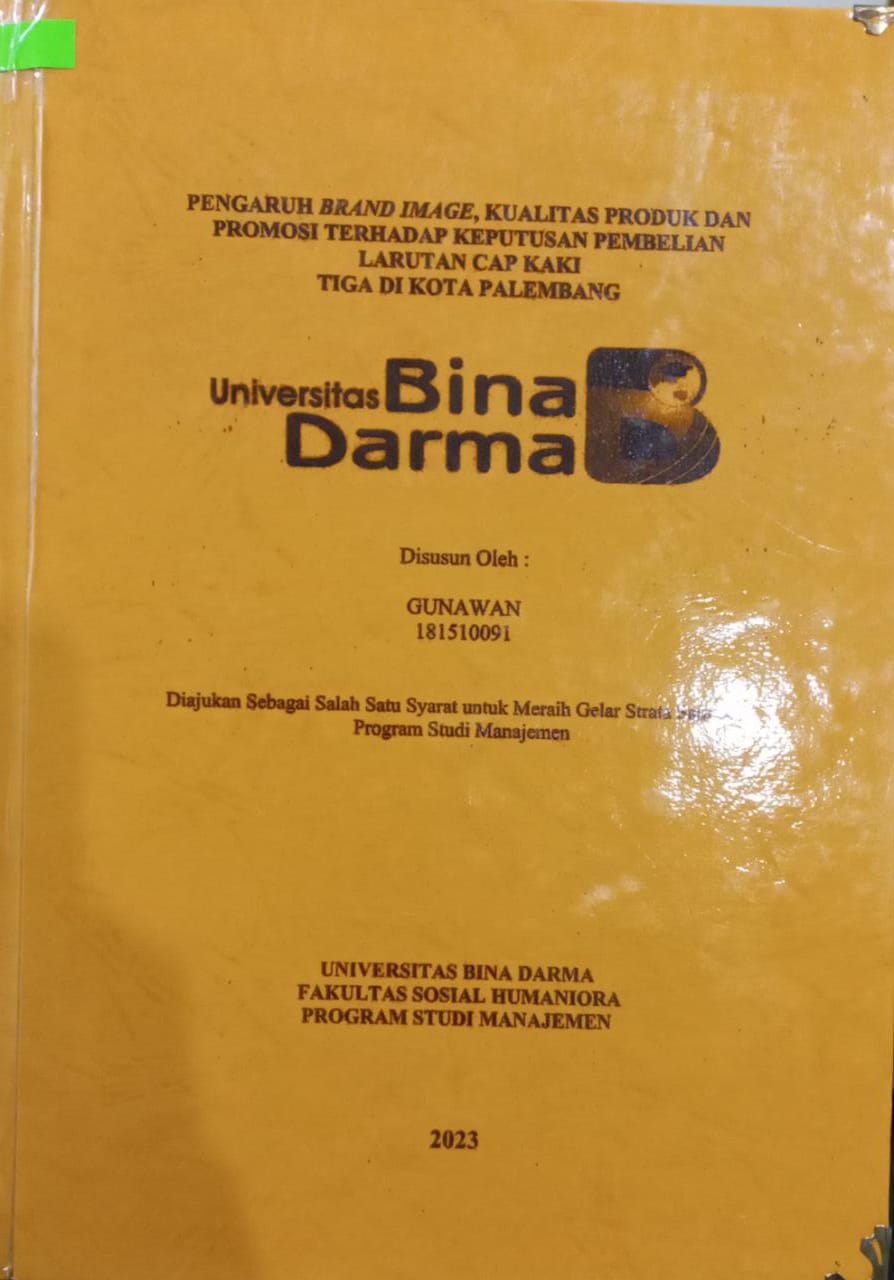 PENGARUH BRAND IMAGE, KUALITAS PRODUK DAN
PROMOSI TERHADAP KEPUTUSAN PEMBELIAN
LARUTAN CAP KAKI
TIGA DI KOTA PALEMBANG
Universitas Bina
Darma
Disusun Oleh :
GUNAWAN
181510091
Diajukan Sebagai Salah Satu Syarat untuk Meraih Gelar Strata
Program Studi Manajemen
UNIVERSITAS BINA DARMA
FAKULTAS SOSIAL HUMANIORA
PROGRAM STUDI MANAJEMEN
2023